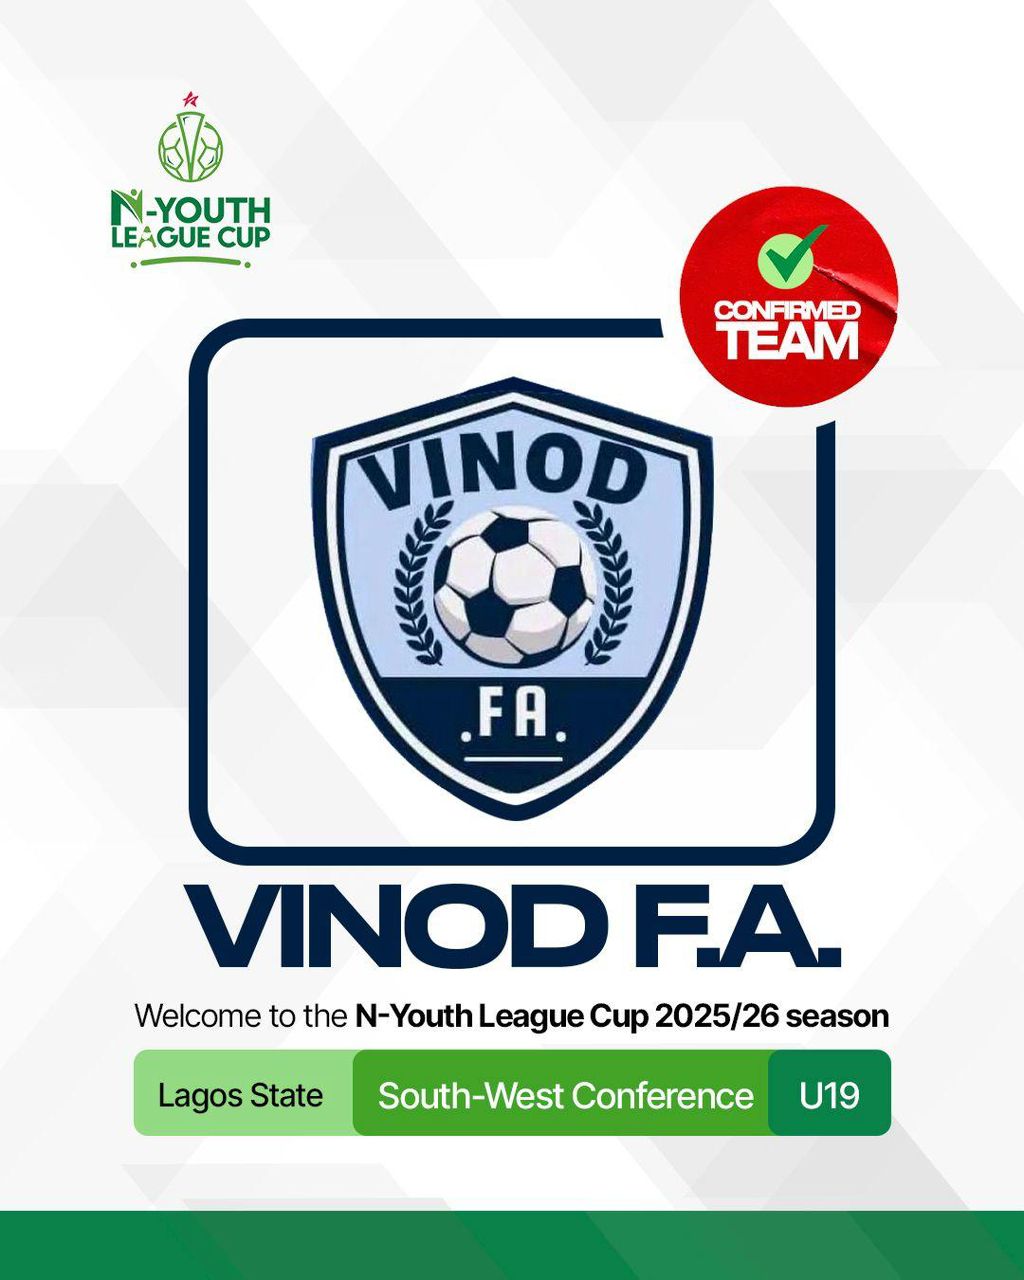 N-YOUTH
LEAGUE CUP
CONFIRMED
TEAM
VINOD
.FA.
VINOD F.A.
Welcome to the N-Youth League Cup 2025/26 season
Lagos State South-West Conference U19